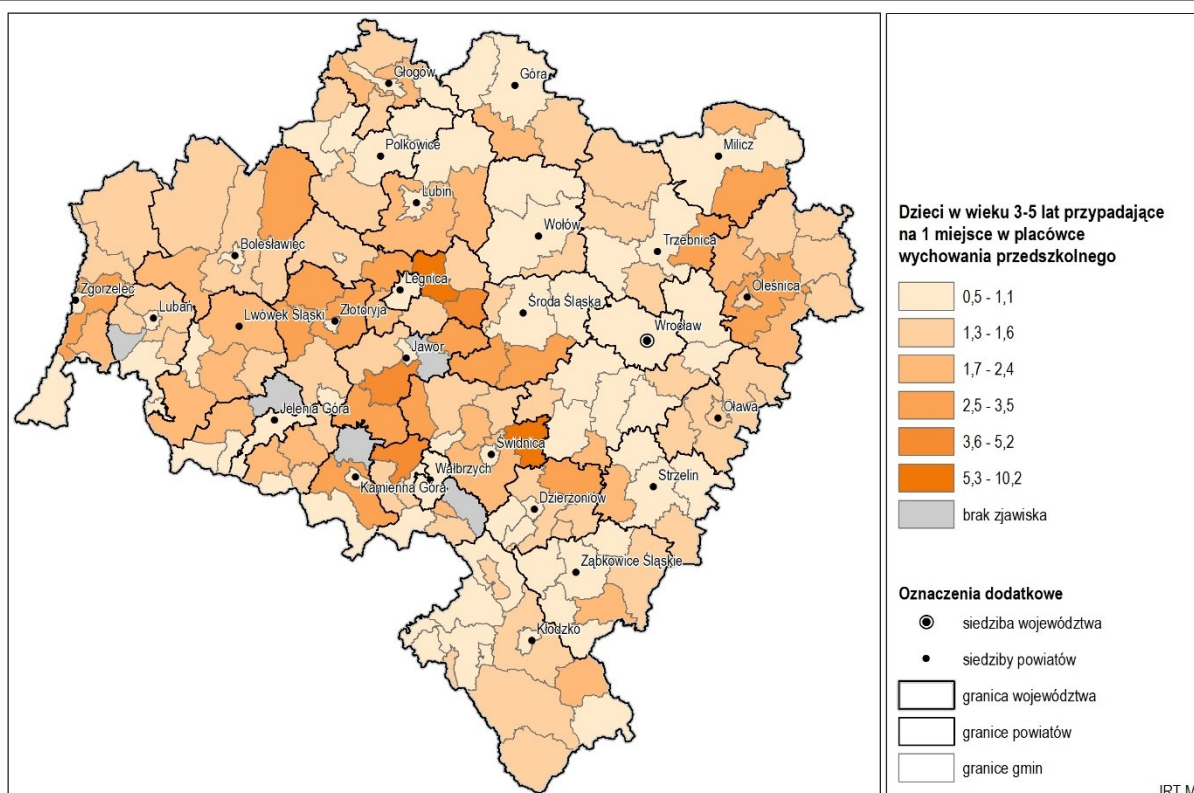 Głogów
Góra
Polkowice
Milicz
Lubin
Wołów
Trzebnica
Bolesławiec
Legnica
Oleśnica
Zgorzelec
Lubań
Lwówek Śląski
Złotoryja
Środa Śląska
Wrocław
Jawor
Jelenia Góra
Oława
Świdnica
Wałbrzych
Kamienna Góra
Strzelin
Dzierżoniów
Ząbkowice Śląskie
Kłodzko
Dzieci w wieku 3-5 lat przypadające
na 1 miejsce w placówce
wychowania przedszkolnego
0,5 - 1,1
1,3 - 1,6
1,7 - 2,4
2,5 - 3,5
3,6 - 5,2
5,3 - 10,2
brak zjawiska
Oznaczenia dodatkowe
siedziba województwa
siedziby powiatów
granica województwa
granice powiatów
granice gmin